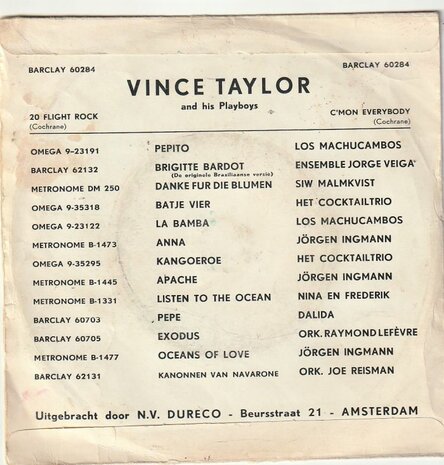 BARCLAY 60284 BARCLAY 60284
VINCE TAYLOR
and his Playboys
20 FLIGHT ROCK C'MON EVERYBODY
(Cochrane) (Cochrane)
OMEGA 9-23191 PEPITO LOS MACHUCAMBOS
BARCLAY 62132 BRIGITTE BARDOT ENSEMBLE JORGE VEIGA
(De originele Braziliaanse versie)
METRONOME DM 250 DANKE FUR DIE BLUMEN SIW MALMKVIST
OMEGA 9-35318 BATJE VIER HET COCKTAILTRIO
OMEGA 9-23122 LA BAMBA LOS MACHUCAMBOS
METRONOME B-1473 ANNA JÖRGEN INGMANN
OMEGA 9-35295 KANGOEROE HET COCKTAILTRIO
METRONOME B-1445 APACHE JÖRGEN INGMANN
METRONOME B-1331 LISTEN TO THE OCEAN NINA EN FREDERIK
BARCLAY 60703 PEPE DALIDA
BARCLAY 60705 EXODUS ORK. RAYMOND LEFÈVRE
METRONOME B-1477 OCEANS OF LOVE JÖRGEN INGMANN
BARCLAY 62131 KANONNEN VAN NAVARONE ORK. JOE REISMAN
Uitgebracht door N.V. DURECO - Beursstraat 21 - AMSTERDAM